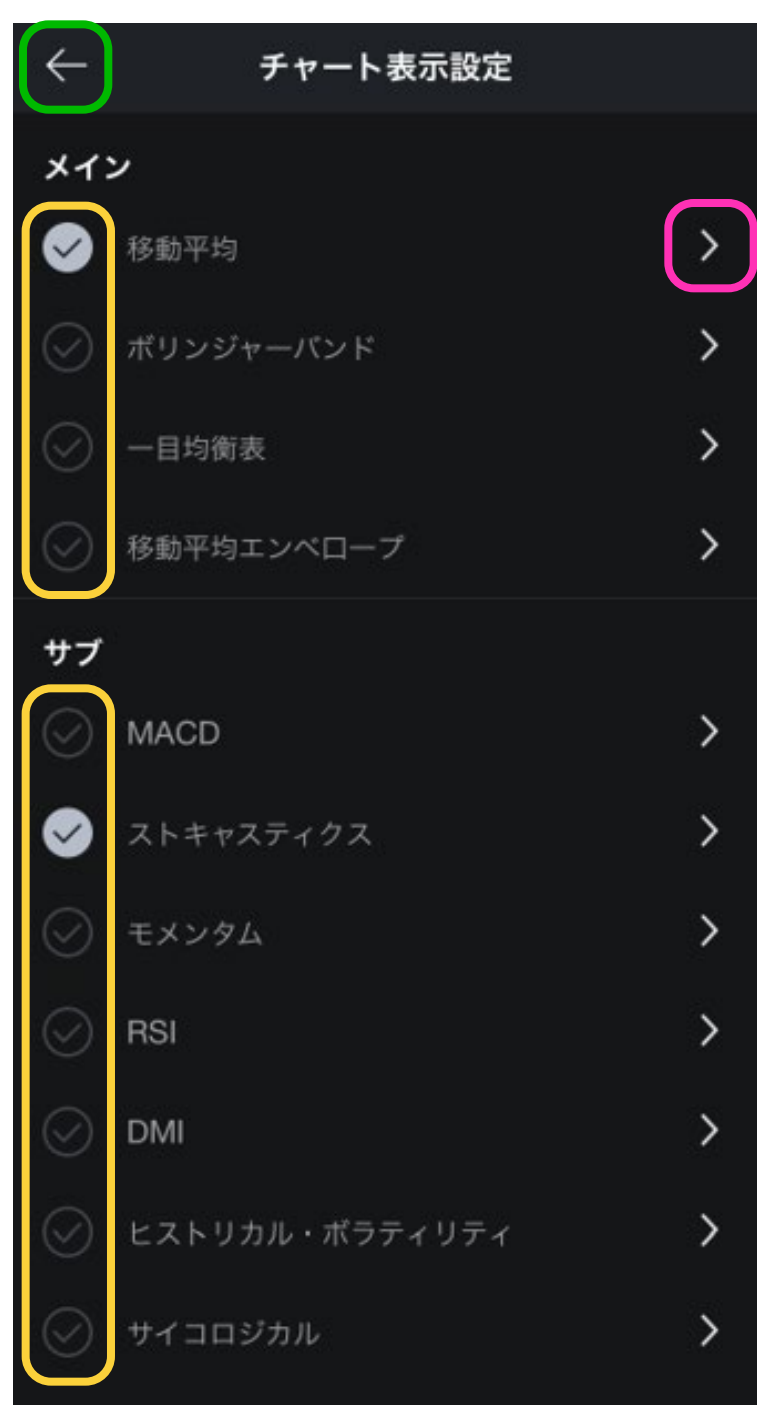 チャート表示設定
メイン
移動平均
ボリンジャーバンド
一目均衡表
移動平均エンベロープ
サブ
MACD
ストキャスティクス
モメンタム
RSI
DMI
ヒストリカル・ボラティリティ
サイコロジカル